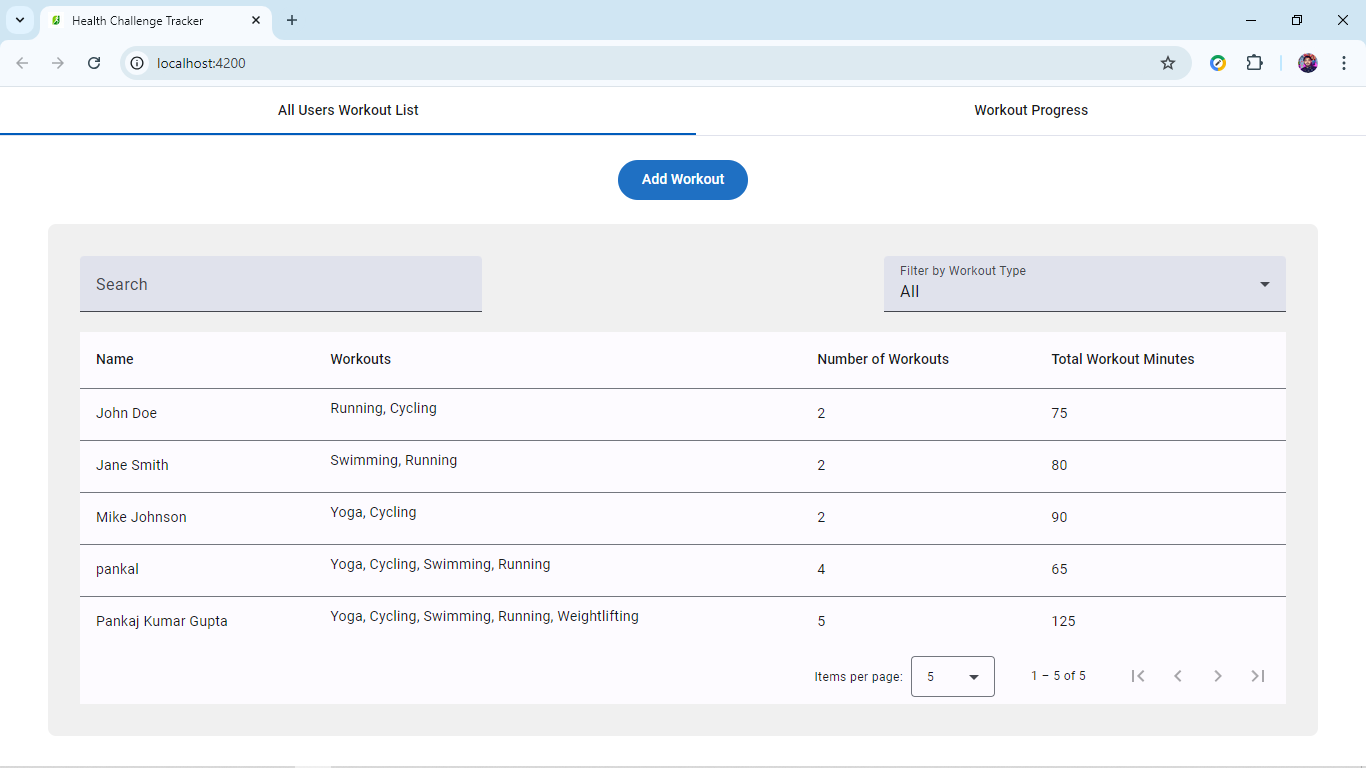 Health Challenge Tracker
localhost:4200
All Users Workout List Workout Progress
Add Workout
Search
Filter by Workout Type
All
Name Workouts Number of Workouts Total Workout Minutes
John Doe Running, Cycling 2 75
Jane Smith Swimming, Running 2 80
Mike Johnson Yoga, Cycling 2 90
pankal Yoga, Cycling, Swimming, Running 4 65
Pankaj Kumar Gupta Yoga, Cycling, Swimming, Running, Weightlifting 5 125
Items per page: 5 1 – 5 of 5